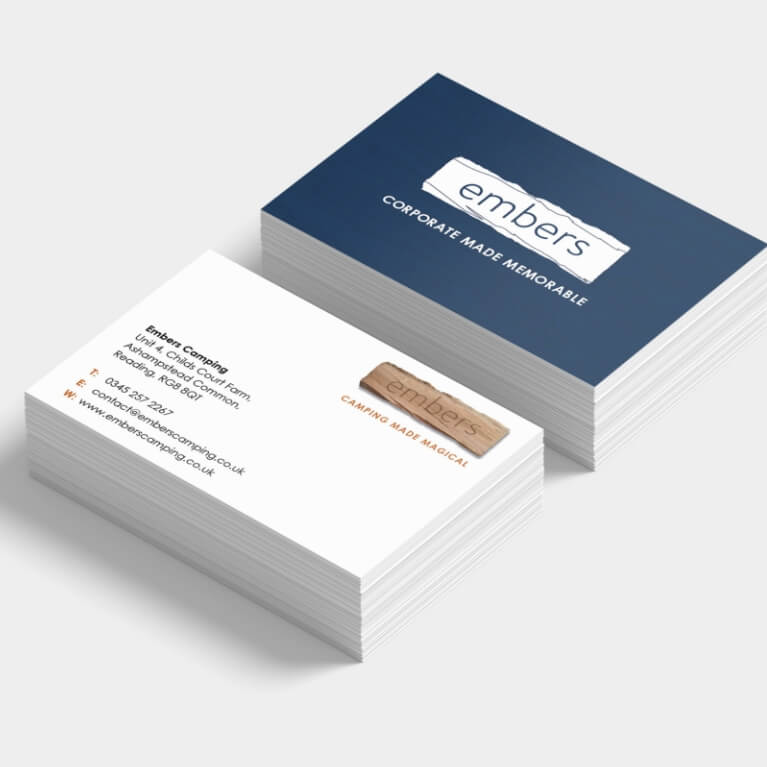 embers
CORPORATE MADE MEMORABLE
Embers Camping
Unit 4, Childs Court Farm,
Ashampstead Common,
Reading, RG8 8QT
T: 0345 257 2267
E: contact@emberscamping.co.uk
W: www.emberscamping.co.uk
embers
CAMPING MADE MAGICAL